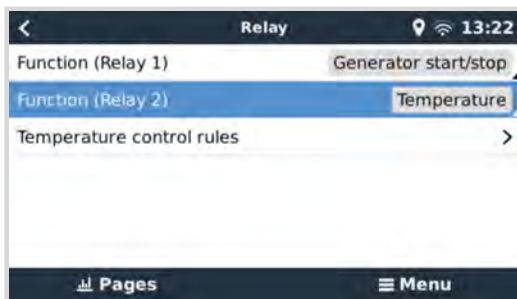 Relay 13:22
Function (Relay 1) Generator start/stop
Function (Relay 2) Temperature
Temperature control rules
Pages Menu